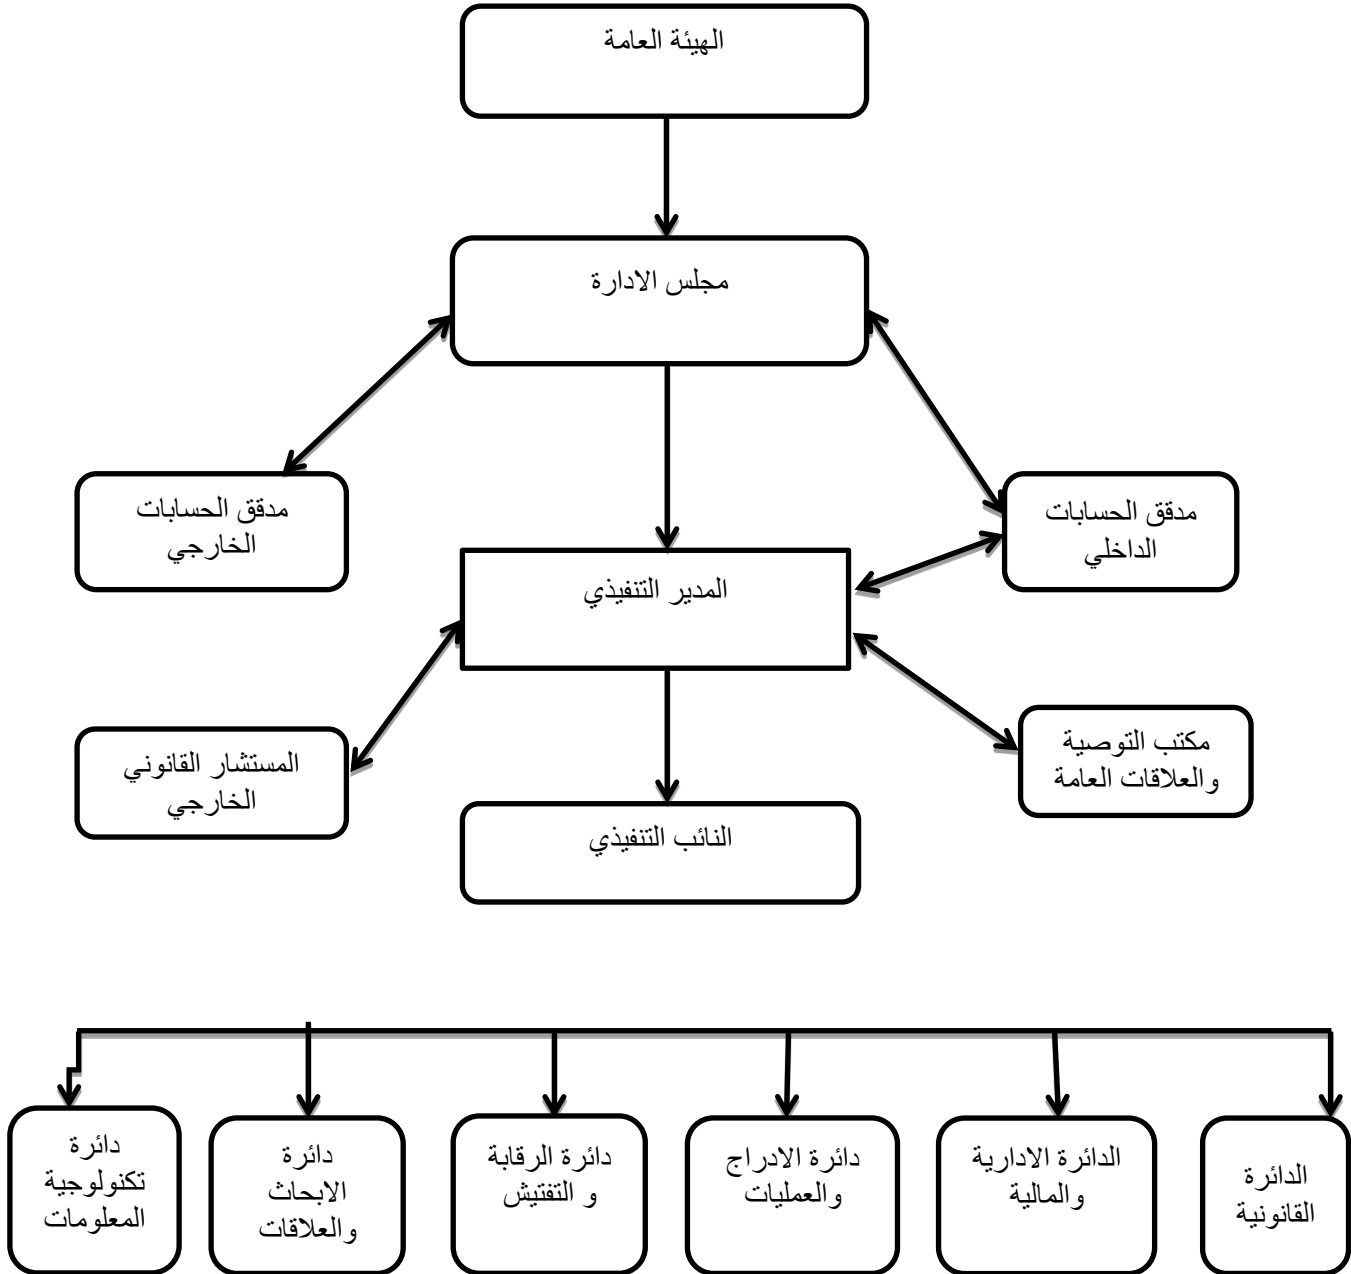 الهيئة العامة
مجلس الادارة
مدقق الحسابات
الداخلي
مدقق الحسابات
الخارجي
المدير التنفيذي
مكتب التوصية
والعلاقات العامة
المستشار القانوني
الخارجي
النائب التنفيذي
الدائرة
القانونية
الدائرة الادارية
والمالية
دائرة الادراج
والعمليات
دائرة الرقابة
و التفتيش
دائرة
الابحاث
والعلاقات
دائرة
تكنولوجية
المعلومات